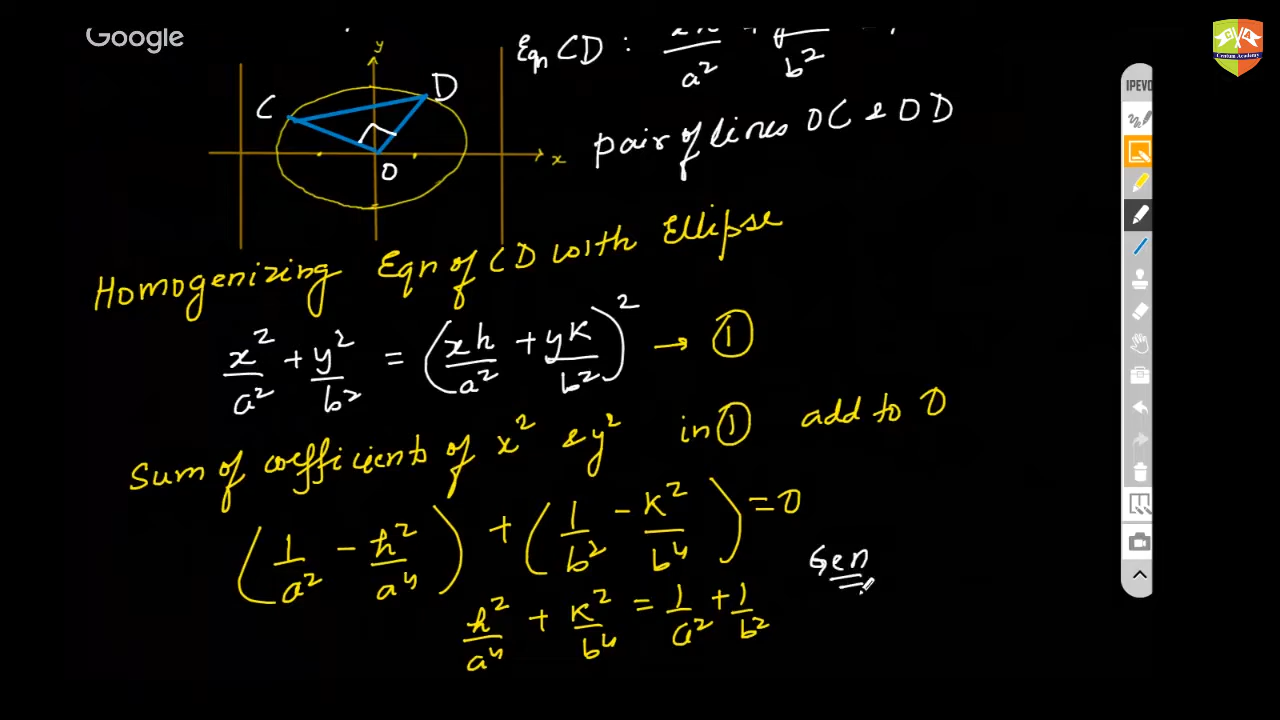 Google
Eqn CD : xh/a² + y/b² = 1
y
C D
O x
pair of lines OC & OD
Homogenizing Eqn of CD with Ellipse
x²/a² + y²/b² = (xh/a² + yk/b²)² → ①
Sum of coefficients of x² & y² in ① add to 0
(1/a² - h²/a⁴) + (1/b² - k²/b⁴) = 0
Gen
h²/a⁴ + k²/b⁴ = 1/a² + 1/b²
IPEVO